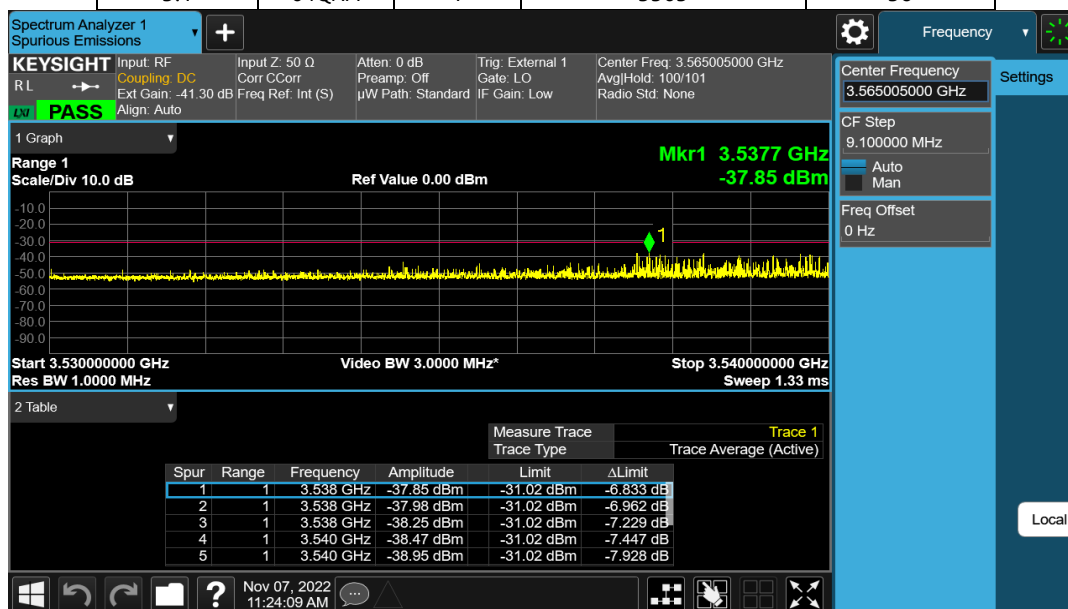 Spectrum Analyzer 1
Spurious Emissions
Frequency
KEYSIGHT
R L
LXI
PASS
Input: RF
Coupling: DC
Ext Gain: -41.30 dB
Align: Auto
Input Z: 50 Ω
Corr CCorr
Freq Ref: Int (S)
Atten: 0 dB
Preamp: Off
µW Path: Standard
Trig: External 1
Gate: LO
IF Gain: Low
Center Freq: 3.565005000 GHz
Avg|Hold: 100/101
Radio Std: None
Center Frequency
3.565005000 GHz
Settings
CF Step
9.100000 MHz
Auto
Man
Freq Offset
0 Hz
1 Graph
Range 1
Scale/Div 10.0 dB
Ref Value 0.00 dBm
Mkr1 3.5377 GHz
-37.85 dBm
-10.0
-20.0
-30.0
-40.0
-50.0
-60.0
-70.0
-80.0
-90.0
1
Start 3.530000000 GHz
Video BW 3.0000 MHz*
Stop 3.540000000 GHz
Res BW 1.0000 MHz
Sweep 1.33 ms
2 Table
Measure Trace Trace 1
Trace Type Trace Average (Active)
Spur Range Frequency Amplitude Limit ΔLimit
1 1 3.538 GHz -37.85 dBm -31.02 dBm -6.833 dB
2 1 3.538 GHz -37.98 dBm -31.02 dBm -6.962 dB
3 1 3.538 GHz -38.25 dBm -31.02 dBm -7.229 dB
4 1 3.540 GHz -38.47 dBm -31.02 dBm -7.447 dB
5 1 3.540 GHz -38.95 dBm -31.02 dBm -7.928 dB
Local
Nov 07, 2022
11:24:09 AM